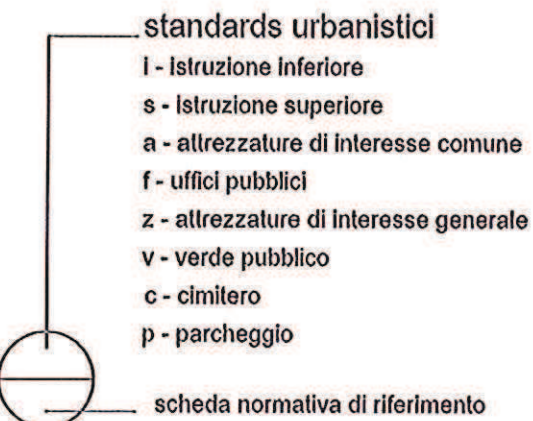 standards urbanistici
i - istruzione inferiore
s - istruzione superiore
a - attrezzature di interesse comune
f - uffici pubblici
z - attrezzature di interesse generale
v - verde pubblico
c - cimitero
p - parcheggio
scheda normativa di riferimento